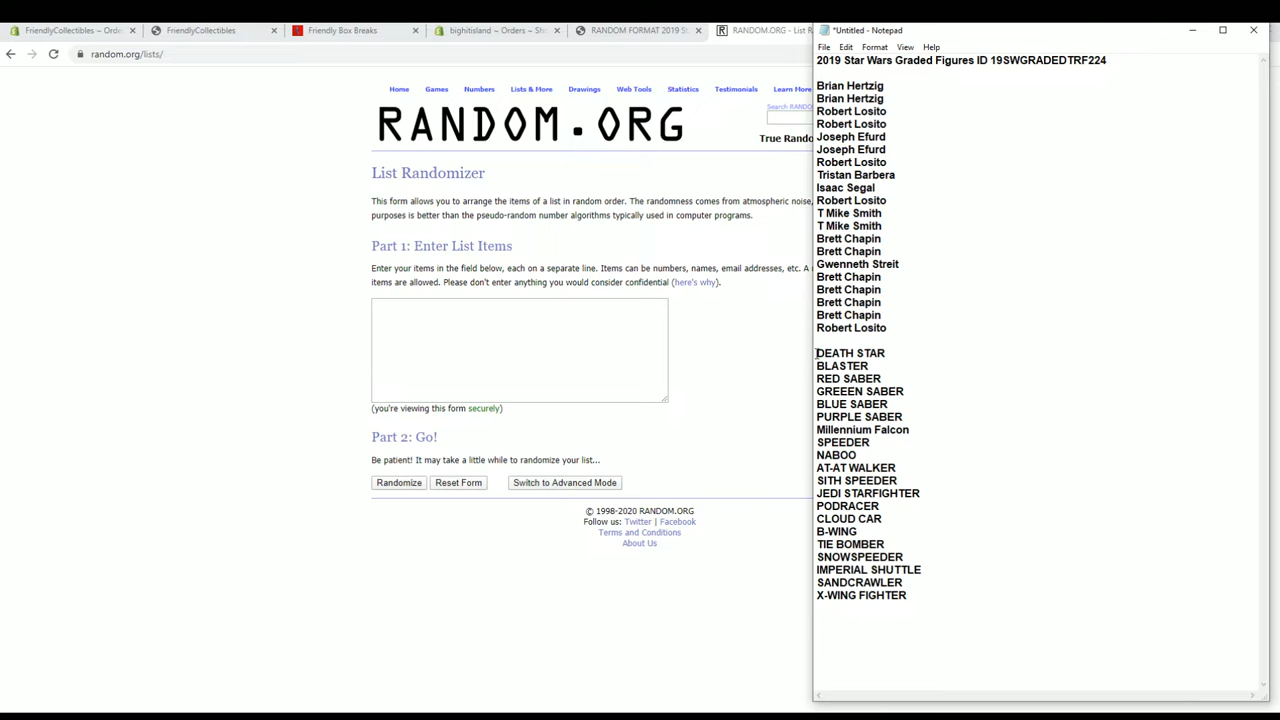 FriendlyCollectibles ~ Orde
FriendlyCollectibles
Friendly Box Breaks
bighitisland ~ Orders ~ Sh
RANDOM FORMAT 2019 S
RANDOM.ORG - List R
random.org/lists/
Home
Games
Numbers
Lists & More
Drawings
Web Tools
Statistics
Testimonials
Learn More
Search RANDO
RANDOM.ORG
True Rando
List Randomizer
This form allows you to arrange the items of a list in random order. The randomness comes from atmospheric noise,
purposes is better than the pseudo-random number algorithms typically used in computer programs.
Part 1: Enter List Items
Enter your items in the field below, each on a separate line. Items can be numbers, names, email addresses, etc. A
items are allowed. Please don't enter anything you would consider confidential (here's why).
(you're viewing this form securely)
Part 2: Go!
Be patient! It may take a little while to randomize your list...
Randomize
Reset Form
Switch to Advanced Mode
© 1998-2020 RANDOM.ORG
Follow us: Twitter | Facebook
Terms and Conditions
About Us
*Untitled - Notepad
File Edit Format View Help
2019 Star Wars Graded Figures ID 19SWGRADEDTRF224
Brian Hertzig
Brian Hertzig
Robert Losito
Robert Losito
Joseph Efurd
Joseph Efurd
Robert Losito
Tristan Barbera
Isaac Segal
Robert Losito
T Mike Smith
T Mike Smith
Brett Chapin
Brett Chapin
Gwenneth Streit
Brett Chapin
Brett Chapin
Brett Chapin
Brett Chapin
Robert Losito
DEATH STAR
BLASTER
RED SABER
GREEEN SABER
BLUE SABER
PURPLE SABER
Millennium Falcon
SPEEDER
NABOO
AT-AT WALKER
SITH SPEEDER
JEDI STARFIGHTER
PODRACER
CLOUD CAR
B-WING
TIE BOMBER
SNOWSPEEDER
IMPERIAL SHUTTLE
SANDCRAWLER
X-WING FIGHTER